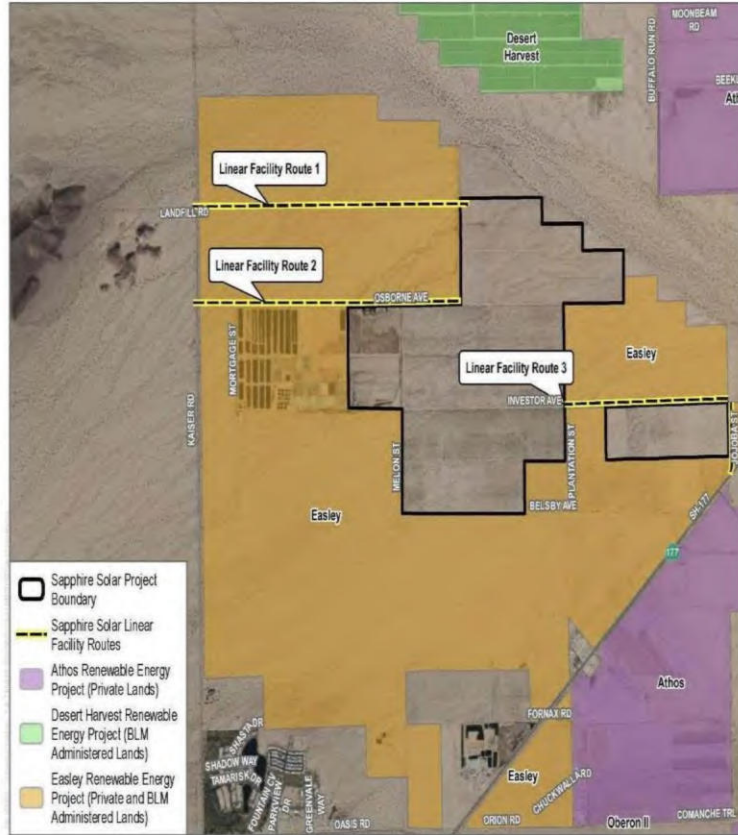 MOONBEAM
RD
Desert
Harvest
BUFFALO RUN RD
Linear Facility Route 1
LANDFILL RD
Linear Facility Route 2
OSBORNE AVE
MORTGAGE ST
Easley
Linear Facility Route 3
INVESTOR AVE
KAISER RD
MELON ST
PLANTATION ST
JOJOBA ST
Easley
BELSBY AVE
SH-177
177
Sapphire Solar Project
Boundary
Sapphire Solar Linear
Facility Routes
Athos Renewable Energy
Project (Private Lands)
Desert Harvest Renewable
Energy Project (BLM
Administered Lands)
Easley Renewable Energy
Project (Private and BLM
Administered Lands)
Athos
FORNAX RD
SHASTA DR
SHADOW WAY
TAMARISK DR
FOUNTAIN CV
PARKVIEW
DR
GREENVALE
WAY
Easley
CHUCKWALLA RD
OASIS RD
ORION RD
Oberon II
COMANCHE TRL